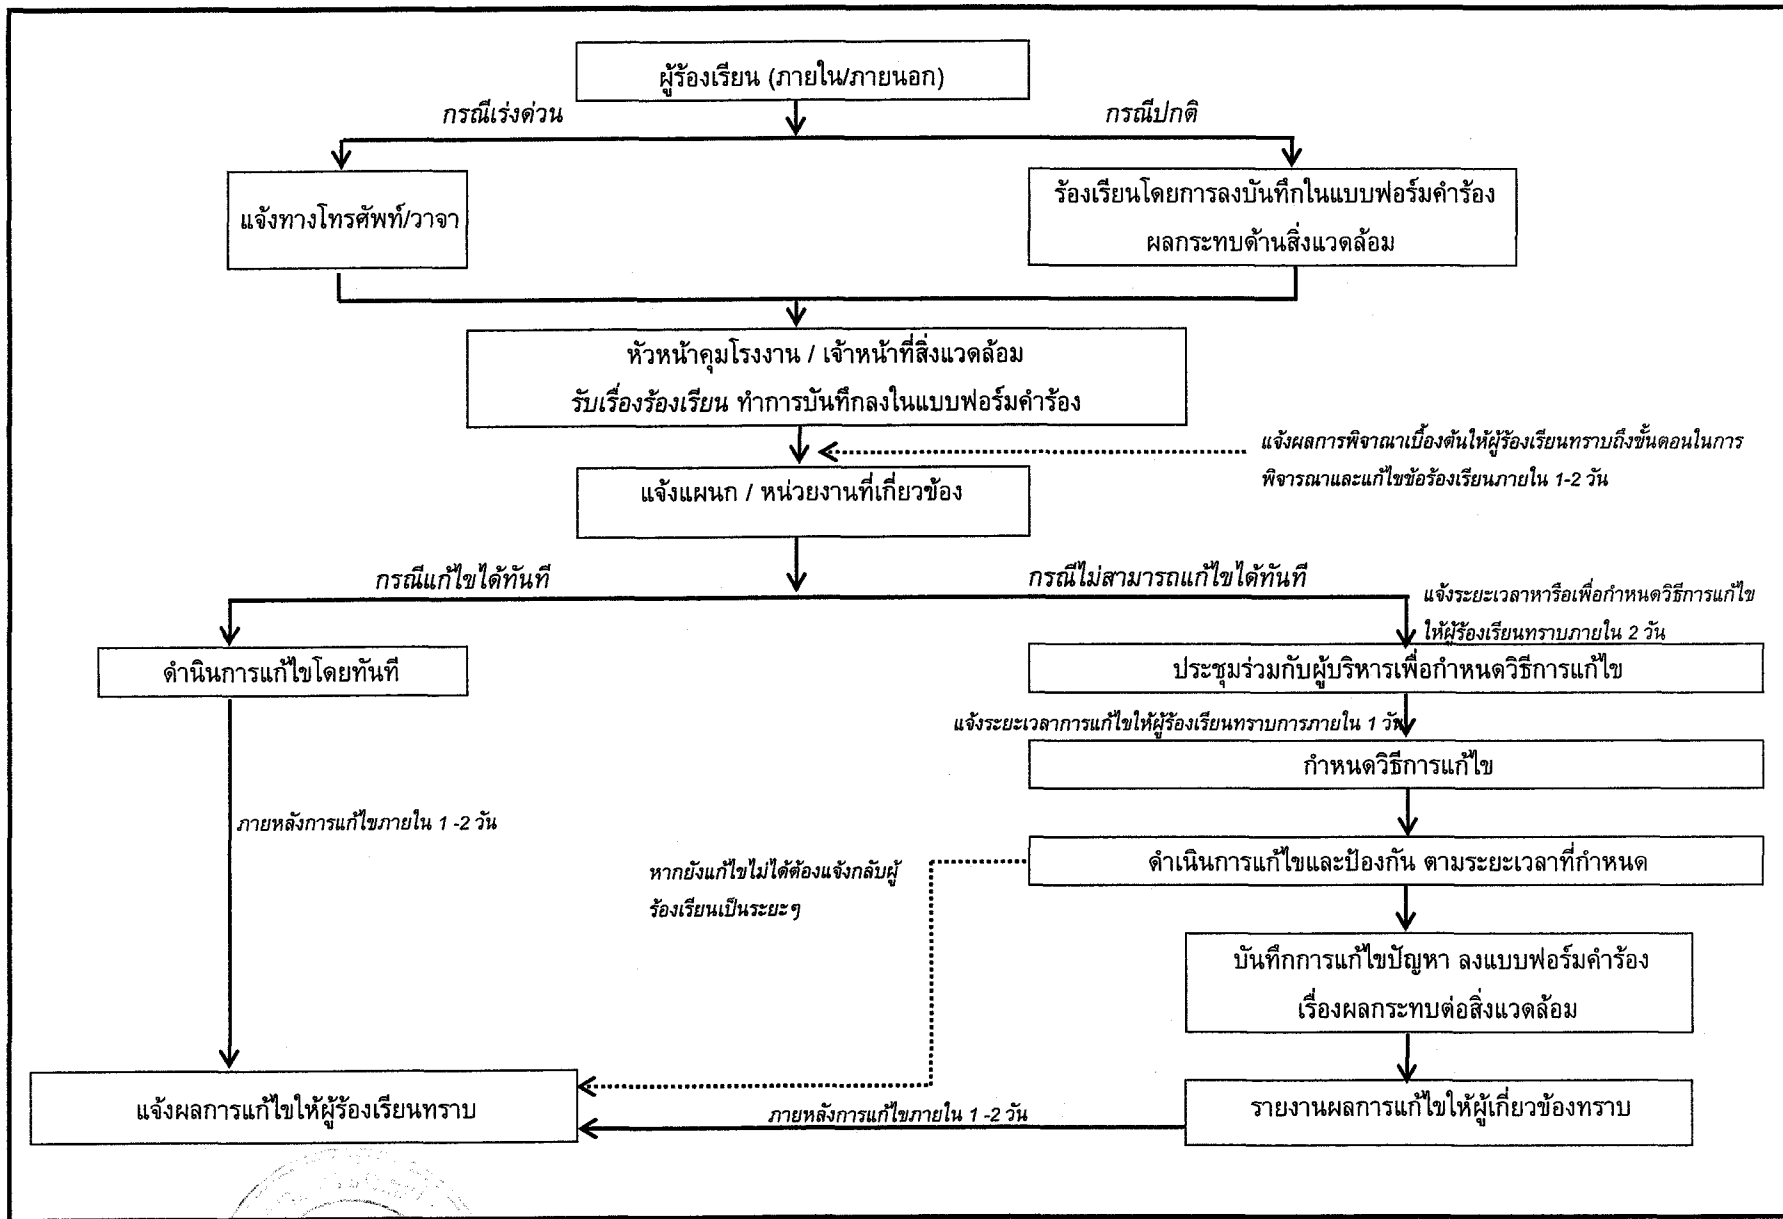 ผู้ร้องเรียน (ภายใน/ภายนอก)
กรณีเร่งด่วน
กรณีปกติ
แจ้งทางโทรศัพท์/วาจา
ร้องเรียนโดยการลงบันทึกในแบบฟอร์มคำร้อง
ผลกระทบด้านสิ่งแวดล้อม
หัวหน้าคุมโรงงาน / เจ้าหน้าที่สิ่งแวดล้อม
รับเรื่องร้องเรียน ทำการบันทึกลงในแบบฟอร์มคำร้อง
แจ้งผลการพิจาณาเบื้องต้นให้ผู้ร้องเรียนทราบถึงขั้นตอนในการ
พิจารณาและแก้ไขข้อร้องเรียนภายใน 1-2 วัน
แจ้งแผนก / หน่วยงานที่เกี่ยวข้อง
กรณีแก้ไขได้ทันที
กรณีไม่สามารถแก้ไขได้ทันที
แจ้งระยะเวลาหารือเพื่อกำหนดวิธีการแก้ไข
ให้ผู้ร้องเรียนทราบภายใน 2 วัน
ดำนินการแก้ไขโดยทันที
ประชุมร่วมกับผู้บริหารเพื่อกำหนดวิธีการแก้ไข
แจ้งระยะเวลาการแก้ไขให้ผู้ร้องเรียนทราบการภายใน 1 วัน
กำหนดวิธีการแก้ไข
ภายหลังการแก้ไขภายใน 1 -2 วัน
หากยังแก้ไขไม่ได้ต้องแจ้งกลับผู้
ร้องเรียนเป็นระยะๆ
ดำเนินการแก้ไขและป้องกัน ตามระยะเวลาที่กำหนด
บันทึกการแก้ไขปัญหา ลงแบบฟอร์มคำร้อง
เรื่องผลกระทบต่อสิ่งแวดล้อม
แจ้งผลการแก้ไขให้ผู้ร้องเรียนทราบ
ภายหลังการแก้ไขภายใน 1 -2 วัน
รายงานผลการแก้ไขให้ผู้เกี่ยวข้องทราบ